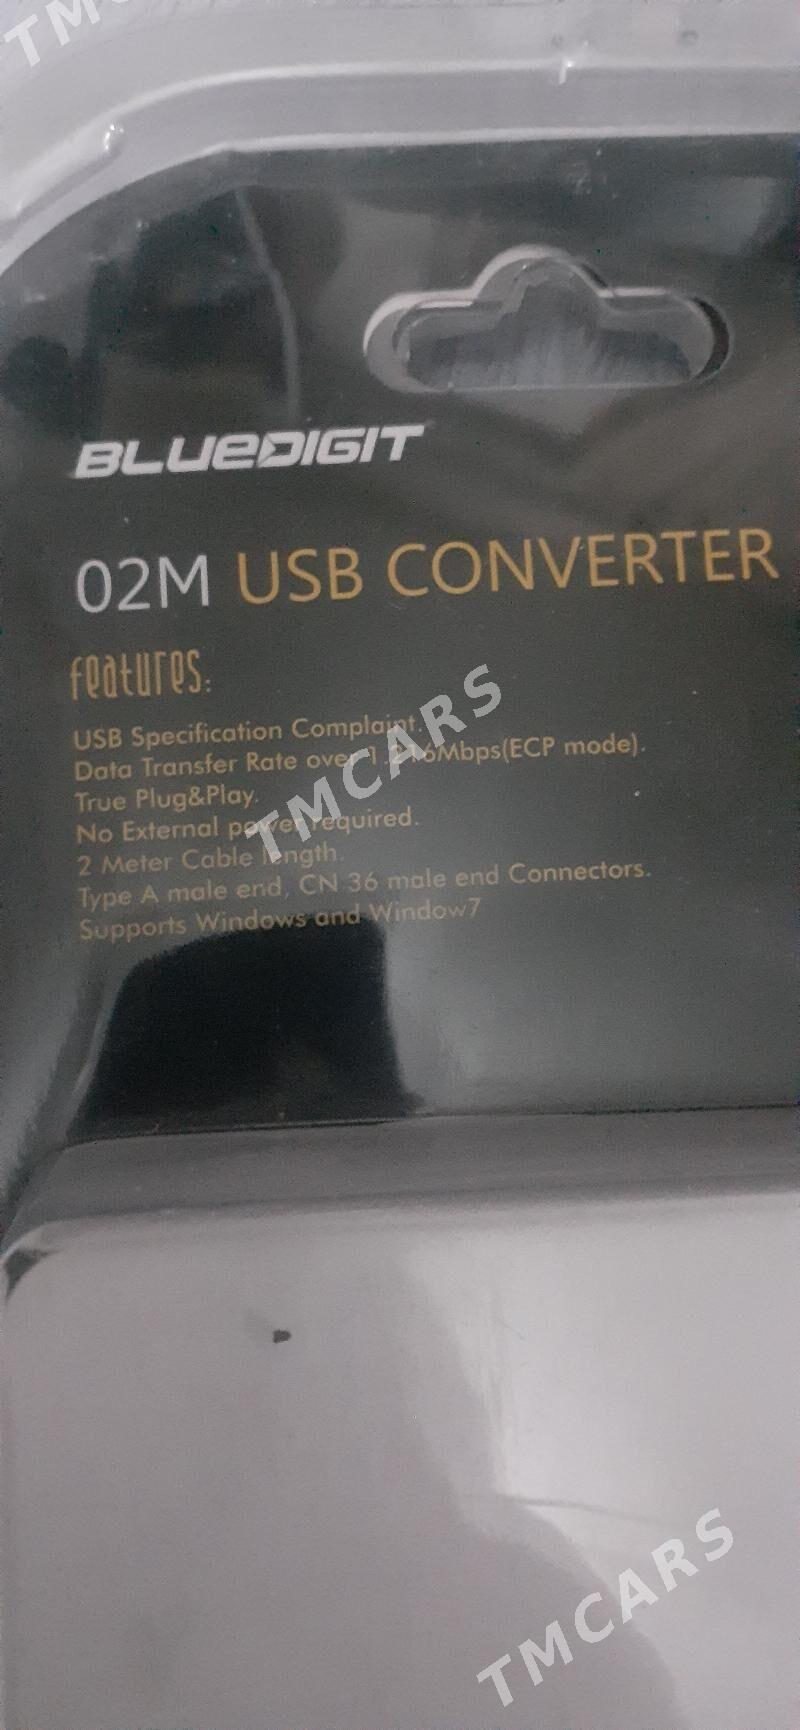 TMCARS
BLUEDIGIT
02M USB CONVERTER
features:
USB Specification Complaint.
Data Transfer Rate over 1.216Mbps(ECP mode).
True Plug&Play.
No External power required.
2 Meter Cable length.
Type A male end, CN 36 male end Connectors.
Supports Windows and Window7
TMCARS
TMCARS